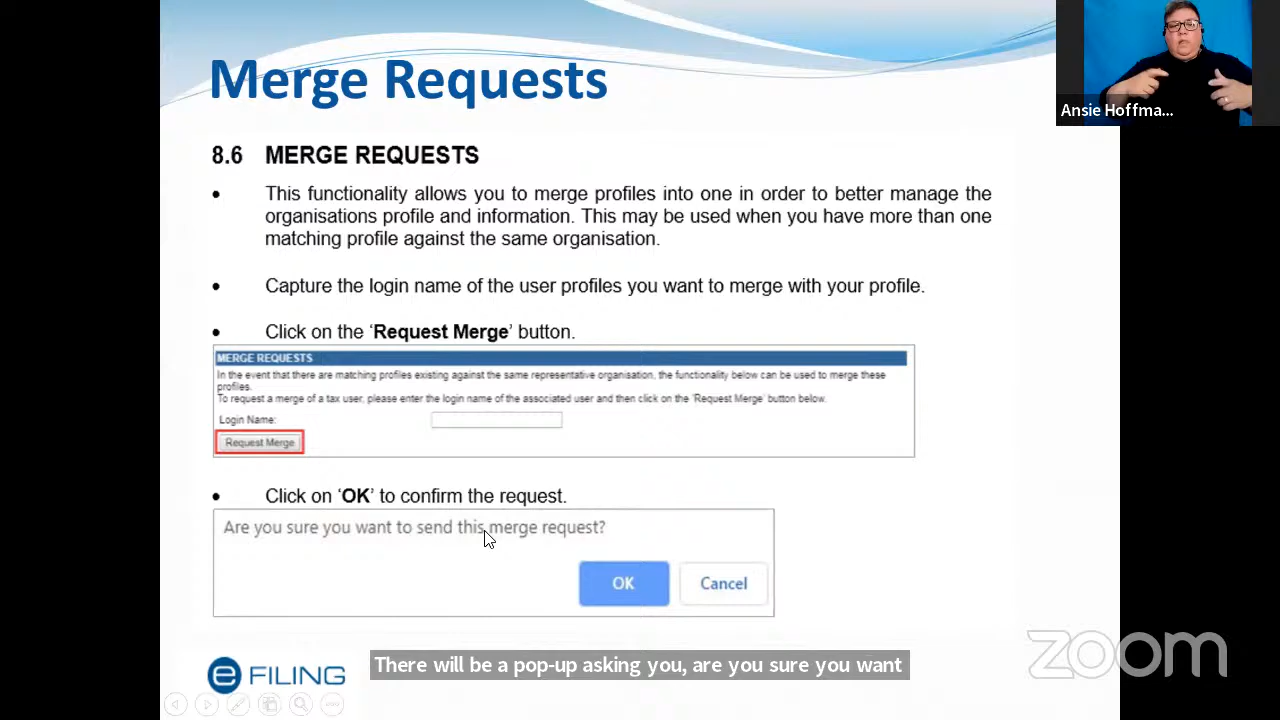 Merge Requests
Ansie Hoffma...
8.6 MERGE REQUESTS
• This functionality allows you to merge profiles into one in order to better manage the
organisations profile and information. This may be used when you have more than one
matching profile against the same organisation.
• Capture the login name of the user profiles you want to merge with your profile.
• Click on the ‘Request Merge’ button.
MERGE REQUESTS
In the event that there are matching profiles existing against the same representative organisation, the functionality below can be used to merge these
profiles.
To request a merge of a tax user, please enter the login name of the associated user and then click on the 'Request Merge' button below.
Login Name:
Request Merge
• Click on ‘OK’ to confirm the request.
Are you sure you want to send this merge request?
OK Cancel
e FILING
There will be a pop-up asking you, are you sure you want
zoom